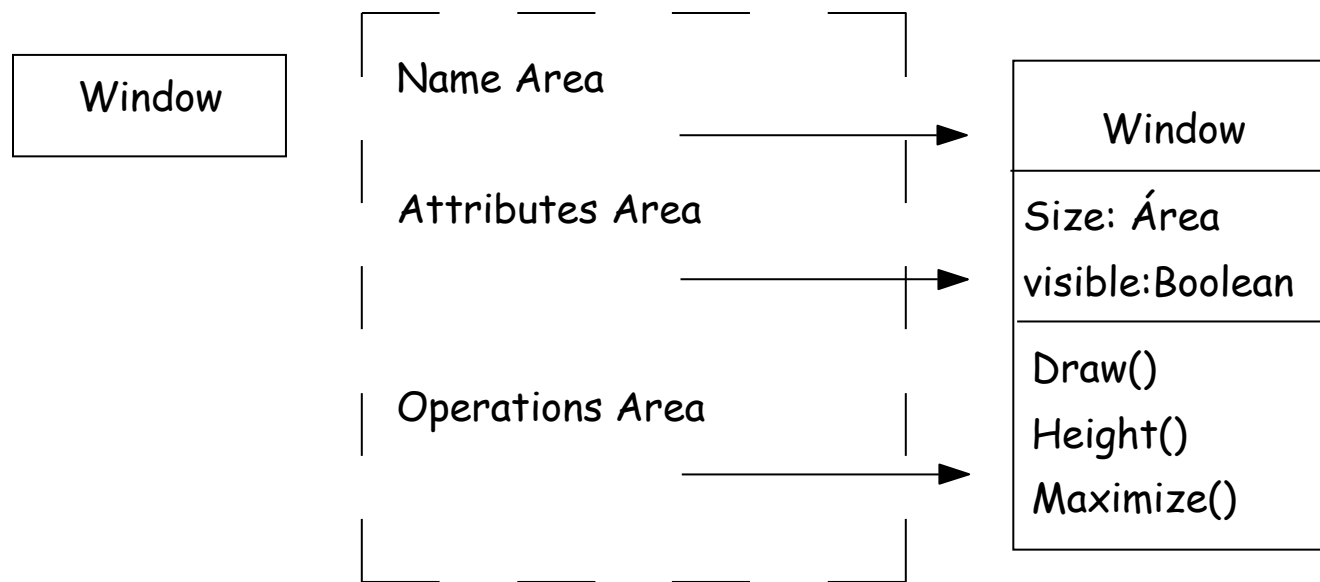 Window
Name Area
Attributes Area
Operations Area
Window
Size: Área
visible:Boolean
Draw()
Height()
Maximize()